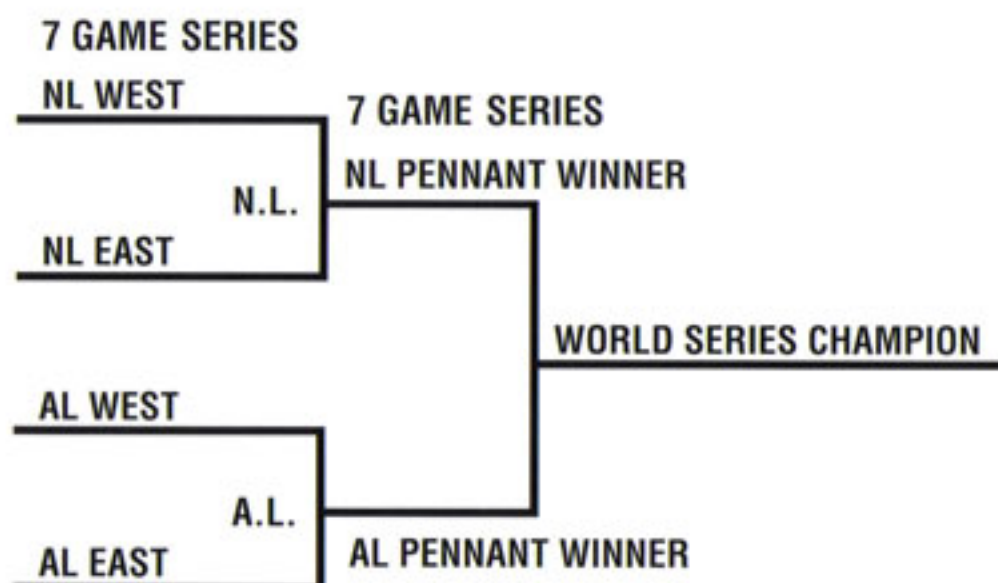 7 GAME SERIES
NL WEST
7 GAME SERIES
NL PENNANT WINNER
N.L.
NL EAST
WORLD SERIES CHAMPION
AL WEST
A.L.
AL PENNANT WINNER
AL EAST